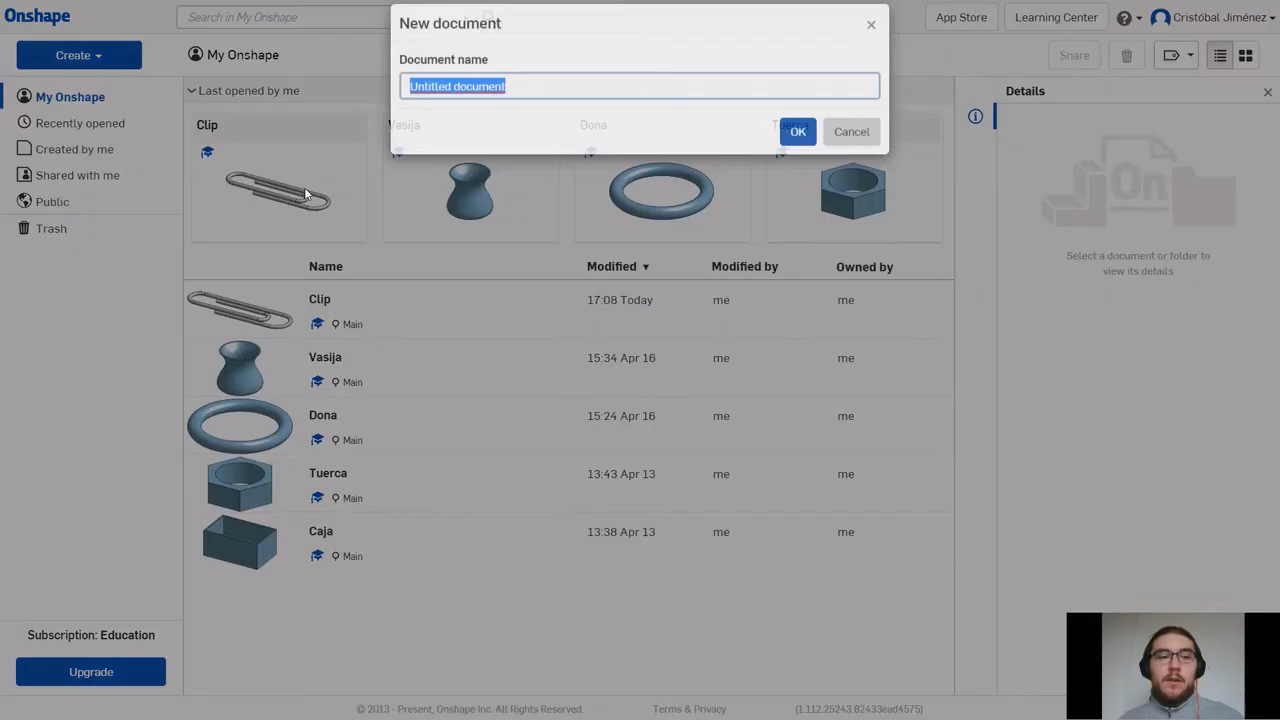 Onshape
Search in My Onshape
App Store
Learning Center
Cristóbal Jiménez
New document
Document name
Untitled document
OK
Cancel
Create
My Onshape
Share
My Onshape
Recently opened
Created by me
Shared with me
Public
Trash
Last opened by me
Clip
Vasija
Dona
Tuerca
Name
Modified ▼
Modified by
Owned by
Clip
Main
17:08 Today
me
me
Vasija
Main
15:34 Apr 16
me
me
Dona
Main
15:24 Apr 16
me
me
Tuerca
Main
13:43 Apr 13
me
me
Caja
Main
13:38 Apr 13
me
me
Details
On
Select a document or folder to
view its details
Subscription: Education
Upgrade
© 2013 - Present, Onshape Inc. All Rights Reserved.
Terms & Privacy
(1.112.25243.82433ead4575)